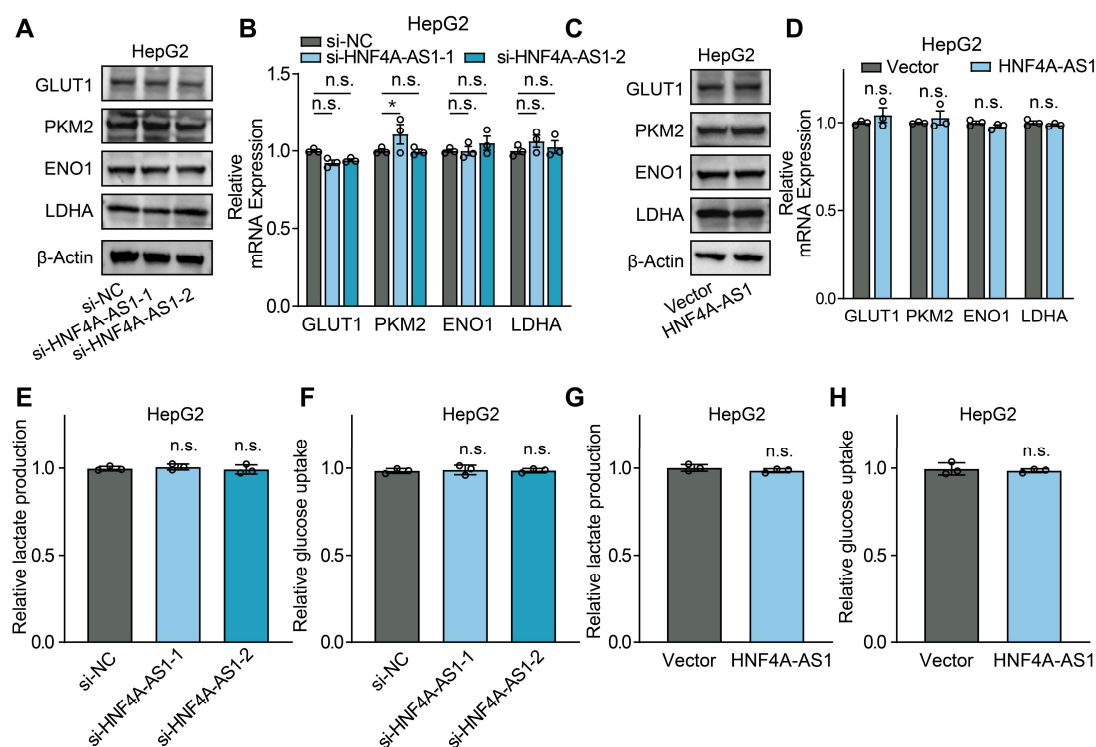 A
HepG2
GLUT1
PKM2
ENO1
LDHA
β-Actin
si-NC
si-HNF4A-AS1-1
si-HNF4A-AS1-2
B
HepG2
si-NC
si-HNF4A-AS1-1
si-HNF4A-AS1-2
Relative
mRNA Expression
1.5
1.0
0.5
0.0
n.s.
n.s.
n.s.
*
n.s.
n.s.
n.s.
n.s.
GLUT1
PKM2
ENO1
LDHA
C
HepG2
GLUT1
PKM2
ENO1
LDHA
β-Actin
Vector
HNF4A-AS1
D
HepG2
Vector
HNF4A-AS1
Relative
mRNA Expression
1.0
0.5
0.0
n.s.
n.s.
n.s.
n.s.
GLUT1
PKM2
ENO1
LDHA
E
HepG2
Relative lactate production
1.0
0.5
0.0
n.s.
n.s.
si-NC
si-HNF4A-AS1-1
si-HNF4A-AS1-2
F
HepG2
Relative glucose uptake
1.0
0.5
0.0
n.s.
n.s.
si-NC
si-HNF4A-AS1-1
si-HNF4A-AS1-2
G
HepG2
Relative lactate production
1.0
0.5
0.0
n.s.
Vector
HNF4A-AS1
H
HepG2
Relative glucose uptake
1.0
0.5
0.0
n.s.
Vector
HNF4A-AS1